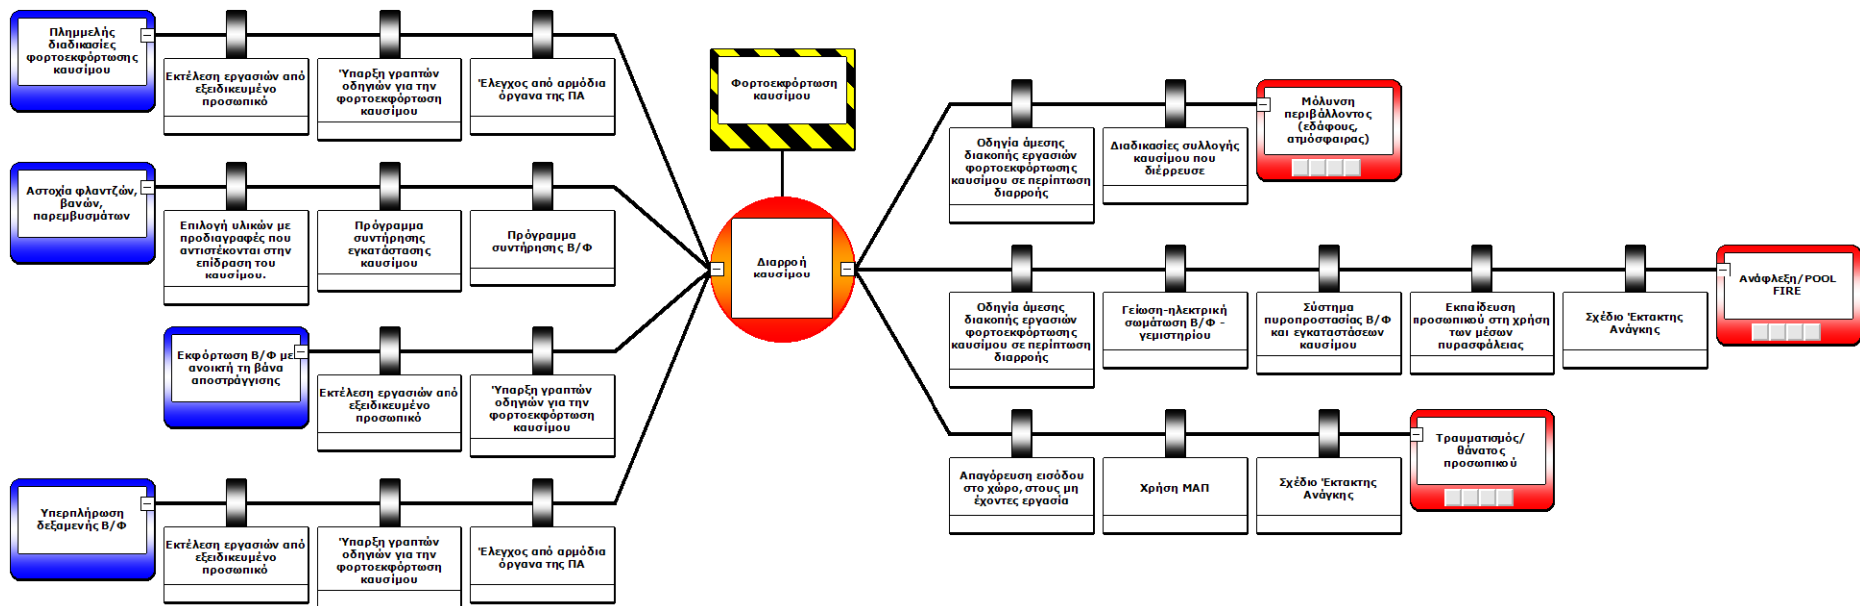 Πλημμελής
διαδικασίες
φορτοεκφόρτωσης
καυσίμου
Εκτέλεση εργασιών από
εξειδικευμένο
προσωπικό
Ύπαρξη γραπτών
οδηγιών για την
φορτοεκφόρτωση
καυσίμου
Έλεγχος από αρμόδια
όργανα της ΠΑ
Αστοχία φλαντζών,
βανών,
παρεμβυσμάτων
Επιλογή υλικών με
προδιαγραφές που
αντιστέκονται στην
επίδραση του
καυσίμου.
Πρόγραμμα
συντήρησης
εγκατάστασης
καυσίμου
Πρόγραμμα
συντήρησης Β/Φ
Εκφόρτωση Β/Φ με
ανοικτή τη βάνα
αποστράγγισης
Εκτέλεση εργασιών από
εξειδικευμένο
προσωπικό
Ύπαρξη γραπτών
οδηγιών για την
φορτοεκφόρτωση
καυσίμου
Υπερπλήρωση
δεξαμενής Β/Φ
Εκτέλεση εργασιών από
εξειδικευμένο
προσωπικό
Ύπαρξη γραπτών
οδηγιών για την
φορτοεκφόρτωση
καυσίμου
Έλεγχος από αρμόδια
όργανα της ΠΑ
Φορτοεκφόρτωση
καυσίμου
Διαρροή
καυσίμου
Οδηγία άμεσης
διακοπής εργασιών
φορτοεκφόρτωσης
καυσίμου σε περίπτωση
διαρροής
Διαδικασίες συλλογής
καυσίμου που
διέρρευσε
Μόλυνση
περιβάλλοντος
(εδάφους,
ατμόσφαιρας)
Οδηγία άμεσης
διακοπής εργασιών
φορτοεκφόρτωσης
καυσίμου σε περίπτωση
διαρροής
Γείωση-ηλεκτρική
σωμάτωση Β/Φ -
γεμιστηρίου
Σύστημα
πυροπροστασίας Β/Φ
και εγκαταστάσεων
καυσίμου
Εκπαίδευση
προσωπικού στη χρήση
των μέσων
πυρασφάλειας
Σχέδιο Έκτακτης
Ανάγκης
Ανάφλεξη/POOL
FIRE
Απαγόρευση εισόδου
στο χώρο, στους μη
έχοντες εργασία
Χρήση ΜΑΠ
Σχέδιο Έκτακτης
Ανάγκης
Τραυματισμός/
θάνατος
προσωπικού